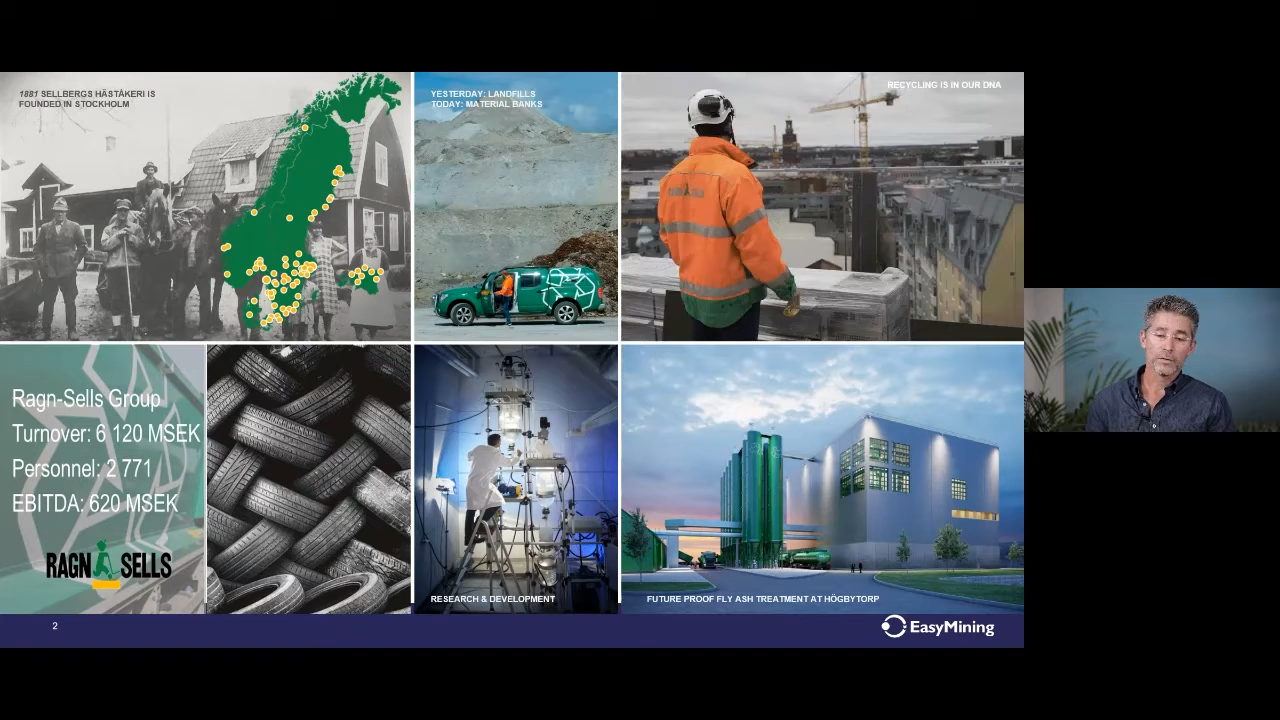 1881 SELLBERGS HÄSTÅKERI IS
FOUNDED IN STOCKHOLM
YESTERDAY: LANDFILLS
TODAY: MATERIAL BANKS
RECYCLING IS IN OUR DNA
RAGN SELLS
Ragn-Sells Group
Turnover: 6 120 MSEK
Personnel: 2 771
EBITDA: 620 MSEK
RAGN SELLS
RESEARCH & DEVELOPMENT
FUTURE PROOF FLY ASH TREATMENT AT HÖGBYTORP
2
EasyMining